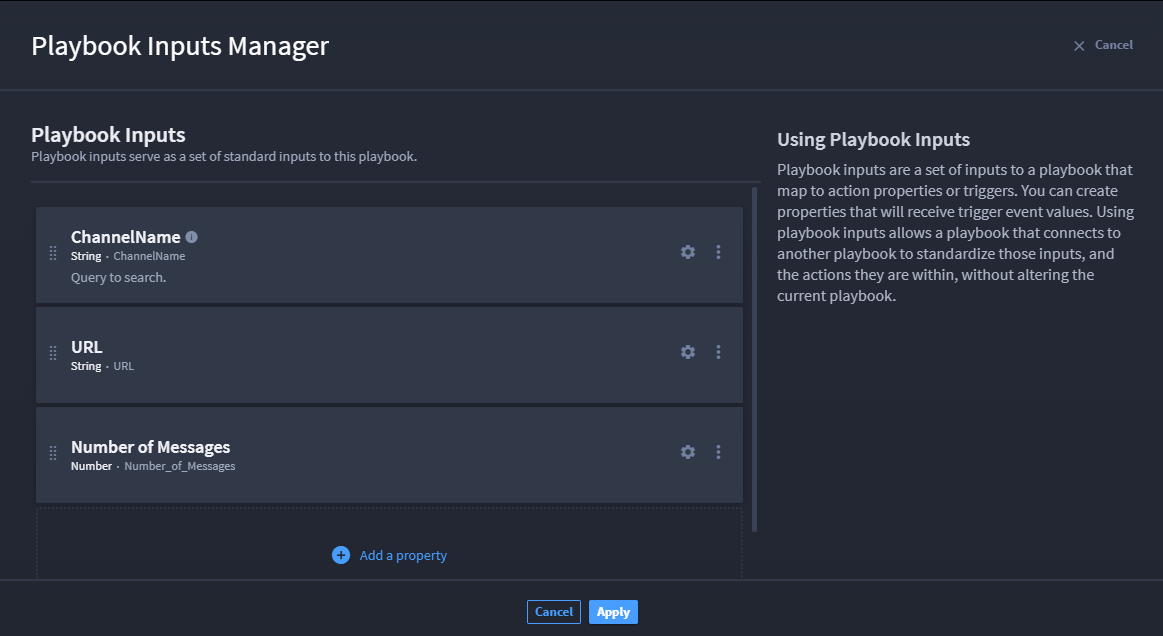 Playbook Inputs Manager
Cancel
Playbook Inputs
Playbook inputs serve as a set of standard inputs to this playbook.
ChannelName
String · ChannelName
Query to search.
URL
String · URL
Number of Messages
Number · Number_of_Messages
Add a property
Using Playbook Inputs
Playbook inputs are a set of inputs to a playbook that
map to action properties or triggers. You can create
properties that will receive trigger event values. Using
playbook inputs allows a playbook that connects to
another playbook to standardize those inputs, and
the actions they are within, without altering the
current playbook.
Cancel
Apply